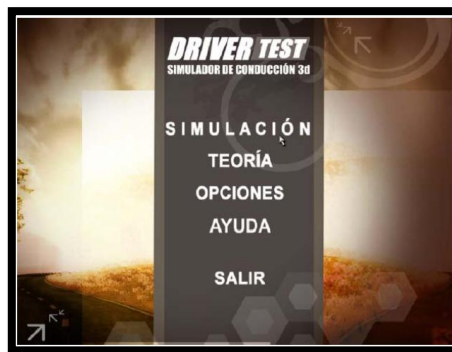 DRIVER TEST
SIMULADOR DE CONDUCCIÓN 3d
SIMULACIÓN
TEORÍA
OPCIONES
AYUDA
SALIR